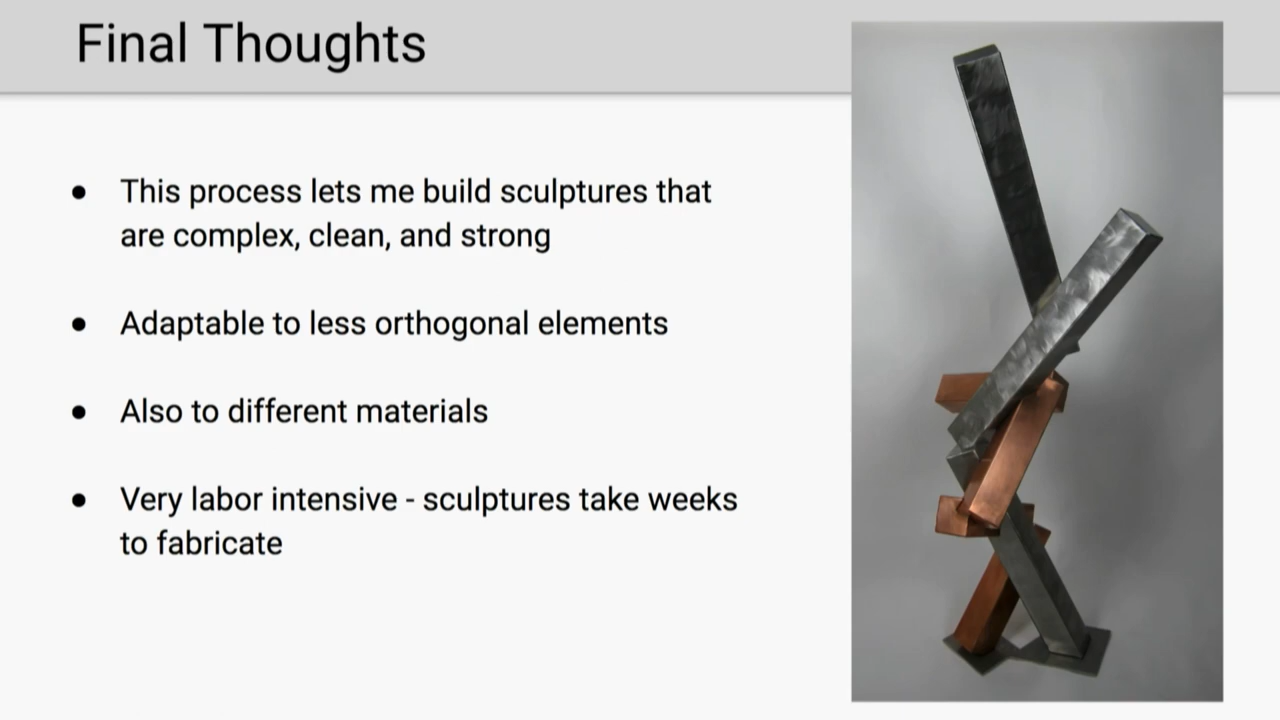 Final Thoughts
● This process lets me build sculptures that
are complex, clean, and strong
● Adaptable to less orthogonal elements
● Also to different materials
● Very labor intensive - sculptures take weeks
to fabricate